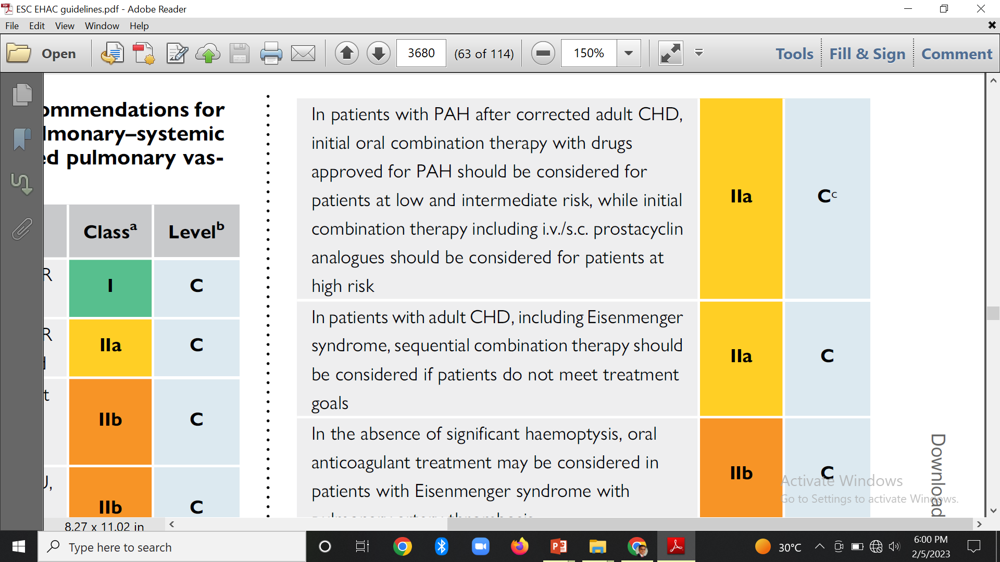 ESC EHAC guidelines.pdf - Adobe Reader
File Edit View Window Help
Open 3680 (63 of 114) 150% Tools Fill & Sign Comment
ommendations for
lmonary–systemic
ed pulmonary vas-
Classᵃ Levelᵇ
R
I C
R
IIa C
t
IIb C
U,
IIb C
In patients with PAH after corrected adult CHD,
initial oral combination therapy with drugs
approved for PAH should be considered for
patients at low and intermediate risk, while initial
combination therapy including i.v./s.c. prostacyclin
analogues should be considered for patients at
high risk
IIa Cᶜ
In patients with adult CHD, including Eisenmenger
syndrome, sequential combination therapy should
be considered if patients do not meet treatment
goals
IIa C
In the absence of significant haemoptysis, oral
anticoagulant treatment may be considered in
patients with Eisenmenger syndrome with
pulmonary artery thrombosis
IIb C
Download
Activate Windows
Go to Settings to activate Windows.
8.27 x 11.02 in
Type here to search
30°C
6:00 PM
2/5/2023